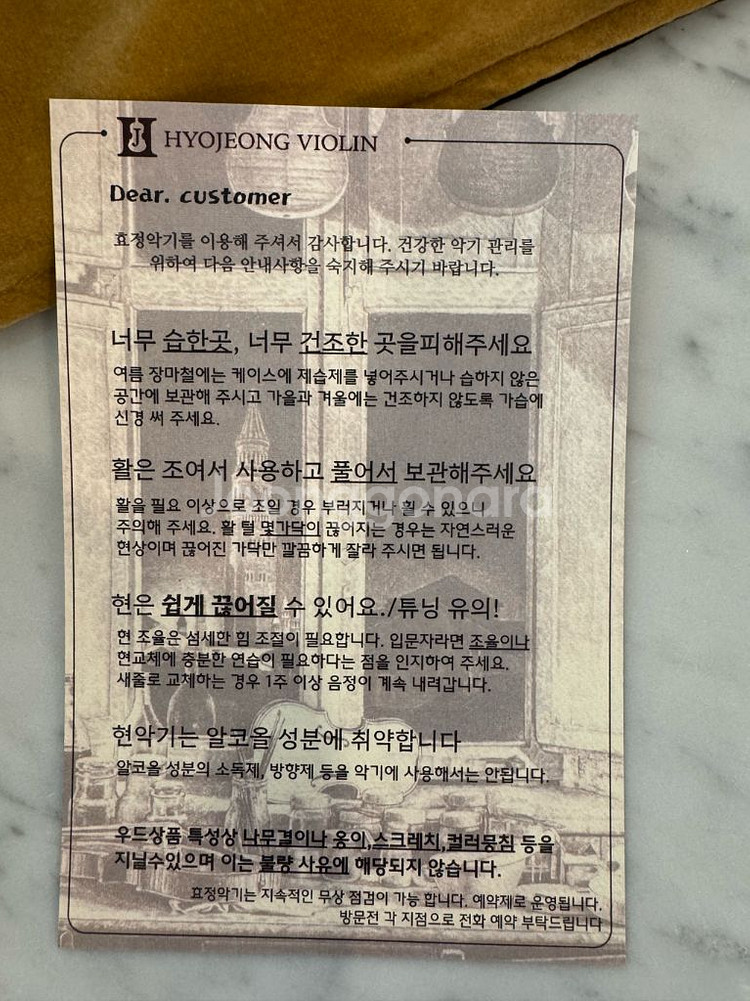 HJ HYOJEONG VIOLIN
Dear. customer
효정악기를 이용해 주셔서 감사합니다. 건강한 악기 관리를
위하여 다음 안내사항을 숙지해 주시기 바랍니다.
너무 습한곳, 너무 건조한 곳을피해주세요
여름 장마철에는 케이스에 제습제를 넣어주시거나 습하지 않은
공간에 보관해 주시고 가을과 겨울에는 건조하지 않도록 가습에
신경 써 주세요.
활은 조여서 사용하고 풀어서 보관해주세요
활을 필요 이상으로 조일 경우 부러지거나 휠 수 있으니
주의해 주세요. 활 털 몇가닥이 끊어지는 경우는 자연스러운
현상이며 끊어진 가닥만 깔끔하게 잘라 주시면 됩니다.
현은 쉽게 끊어질 수 있어요./튜닝 유의!
현 조율은 섬세한 힘 조절이 필요합니다. 입문자라면 조율이나
현교체에 충분한 연습이 필요하다는 점을 인지하여 주세요.
새줄로 교체하는 경우 1주 이상 음정이 계속 내려갑니다.
현악기는 알코올 성분에 취약합니다
알코올 성분의 소독제, 방향제 등을 악기에 사용해서는 안됩니다.
우드상품 특성상 나무결이나 옹이,스크레치,컬러뭉침 등을
지닐수있으며 이는 불량 사유에 해당되지 않습니다.
효정악기는 지속적인 무상 점검이 가능 합니다. 예약제로 운영됩니다.
방문전 각 지점으로 전화 예약 부탁드립니다